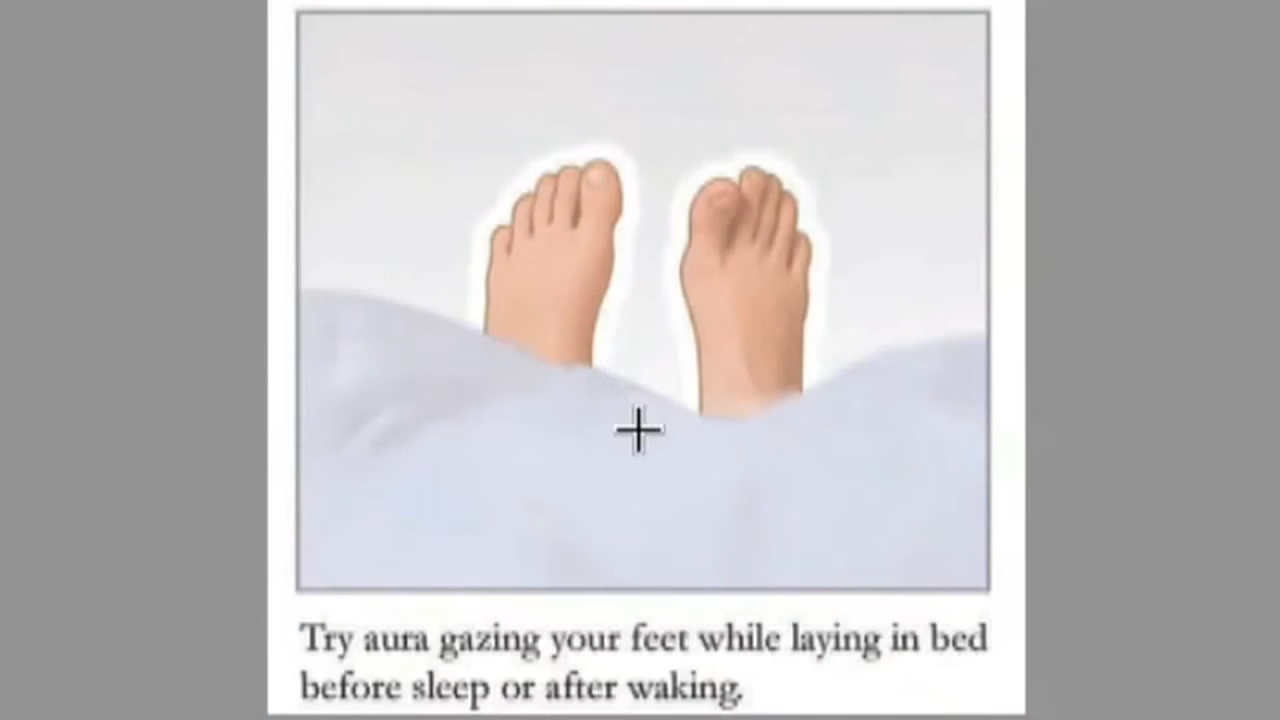 Try aura gazing your feet while laying in bed
before sleep or after waking.